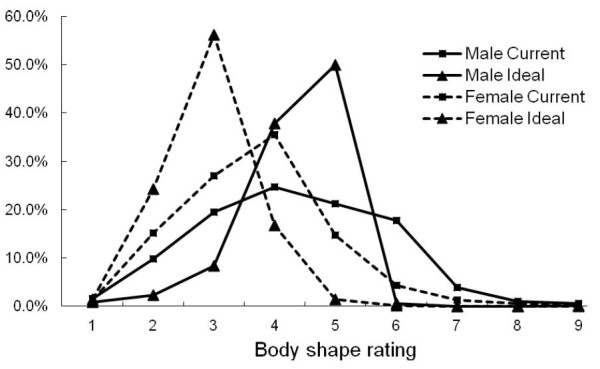 60.0%
50.0%
40.0%
30.0%
20.0%
10.0%
0.0%
Male Current
Male Ideal
Female Current
Female Ideal
1 2 3 4 5 6 7 8 9
Body shape rating